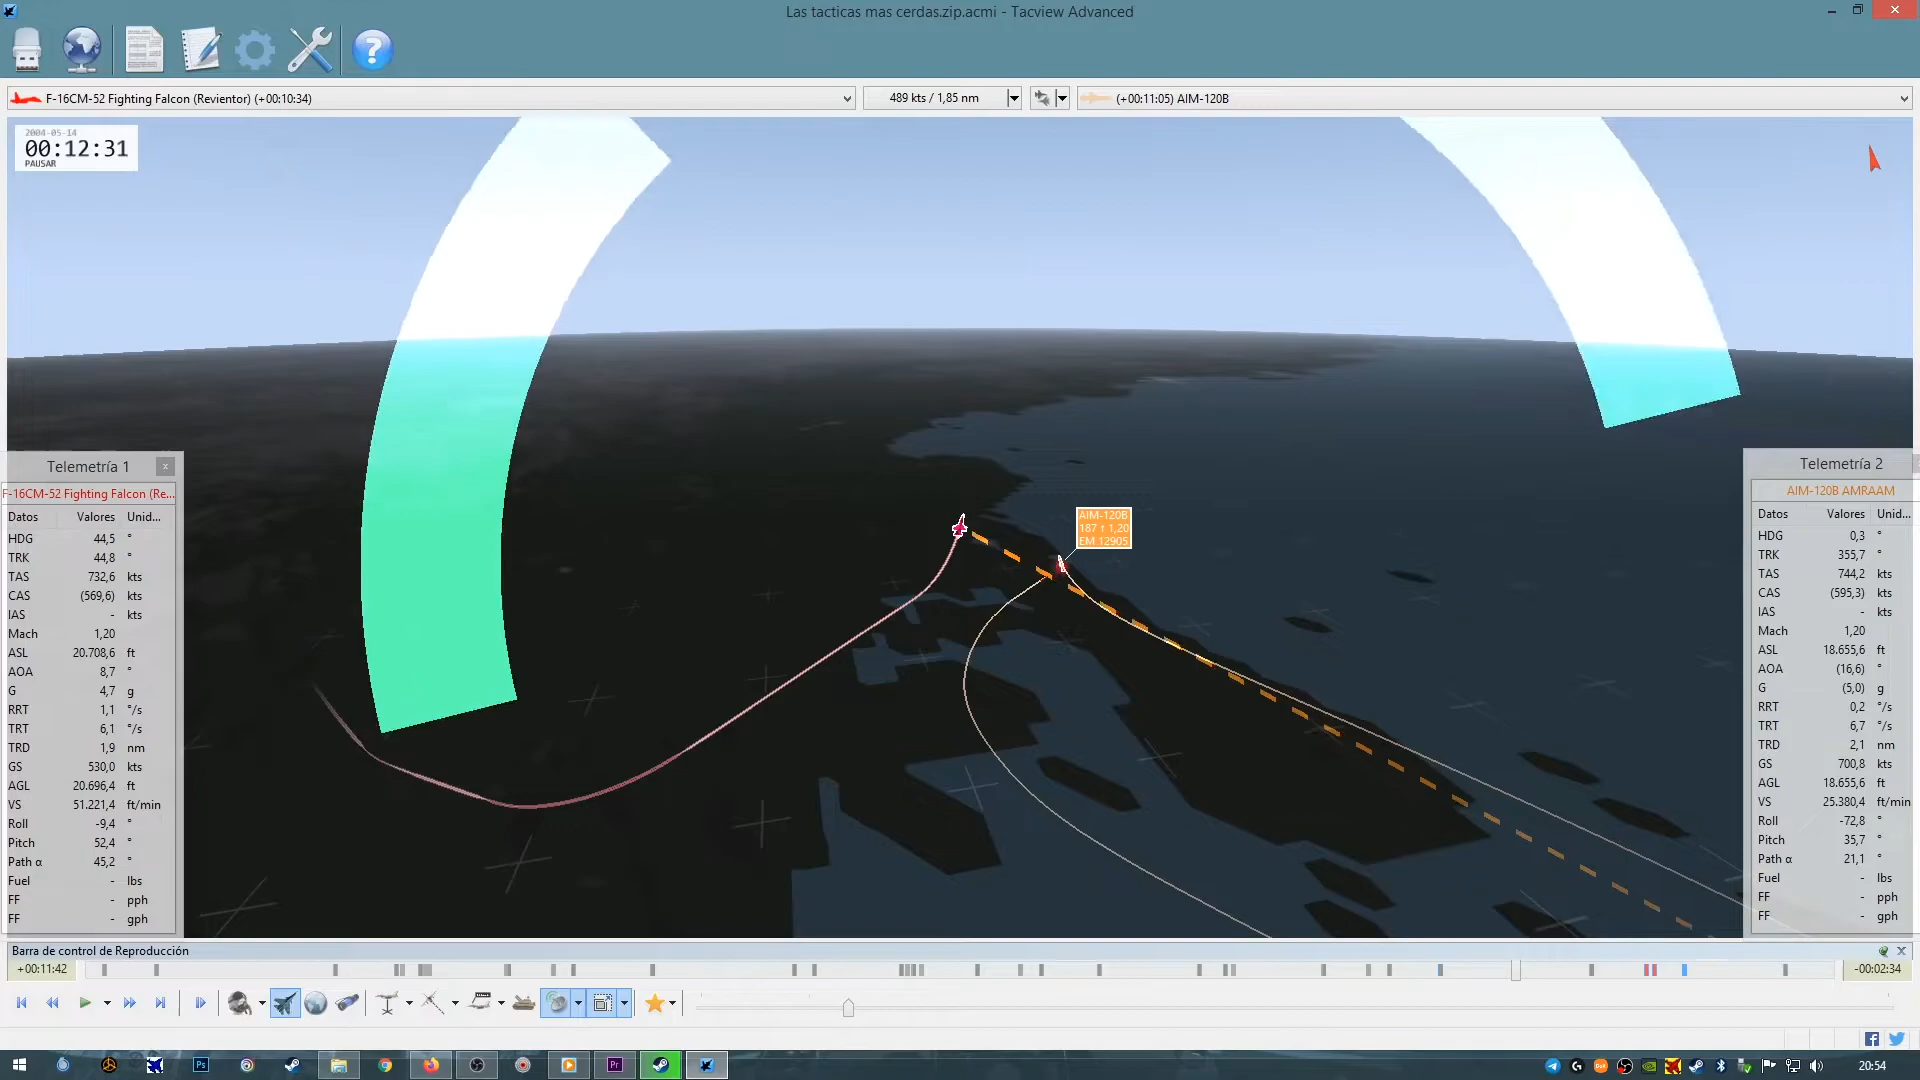 Las tacticas mas cerdas.zip.acmi - Tacview Advanced
F-16CM-52 Fighting Falcon (Revientor) (+00:10:34)
489 kts / 1,85 nm
(+00:11:05) AIM-120B
2004-05-14
00:12:31
PAUSAR
AIM-120B
EM 12905
Telemetría 1
F-16CM-52 Fighting Falcon (Re...
Datos Valores Unid...
HDG 44,5 °
TRK 44,8 °
TAS 732,6 kts
CAS (569,6) kts
IAS - kts
Mach 1,20
ASL 20.708,6 ft
AOA 8,7 °
G 4,7 g
RRT 1,1 °/s
TRT 6,1 °/s
TRD 1,9 nm
GS 530,0 kts
AGL 20.696,4 ft
VS 51.221,4 ft/min
Roll -9,4 °
Pitch 52,4 °
Path α 45,2 °
Fuel - lbs
FF - pph
FF - gph
Telemetría 2
AIM-120B AMRAAM
Datos Valores Unid...
HDG 0,3 °
TRK 355,7 °
TAS 744,2 kts
CAS (595,3) kts
IAS - kts
Mach 1,20
ASL 18.655,6 ft
AOA (16,6) °
G (5,0) g
RRT 0,2 °/s
TRT 6,7 °/s
TRD 2,1 nm
GS 700,8 kts
AGL 18.655,6 ft
VS 25.380,4 ft/min
Roll -72,8 °
Pitch 35,7 °
Path α 21,1 °
Fuel - lbs
FF - pph
FF - gph
Barra de control de Reproducción
+00:11:42
-00:02:34
20:54